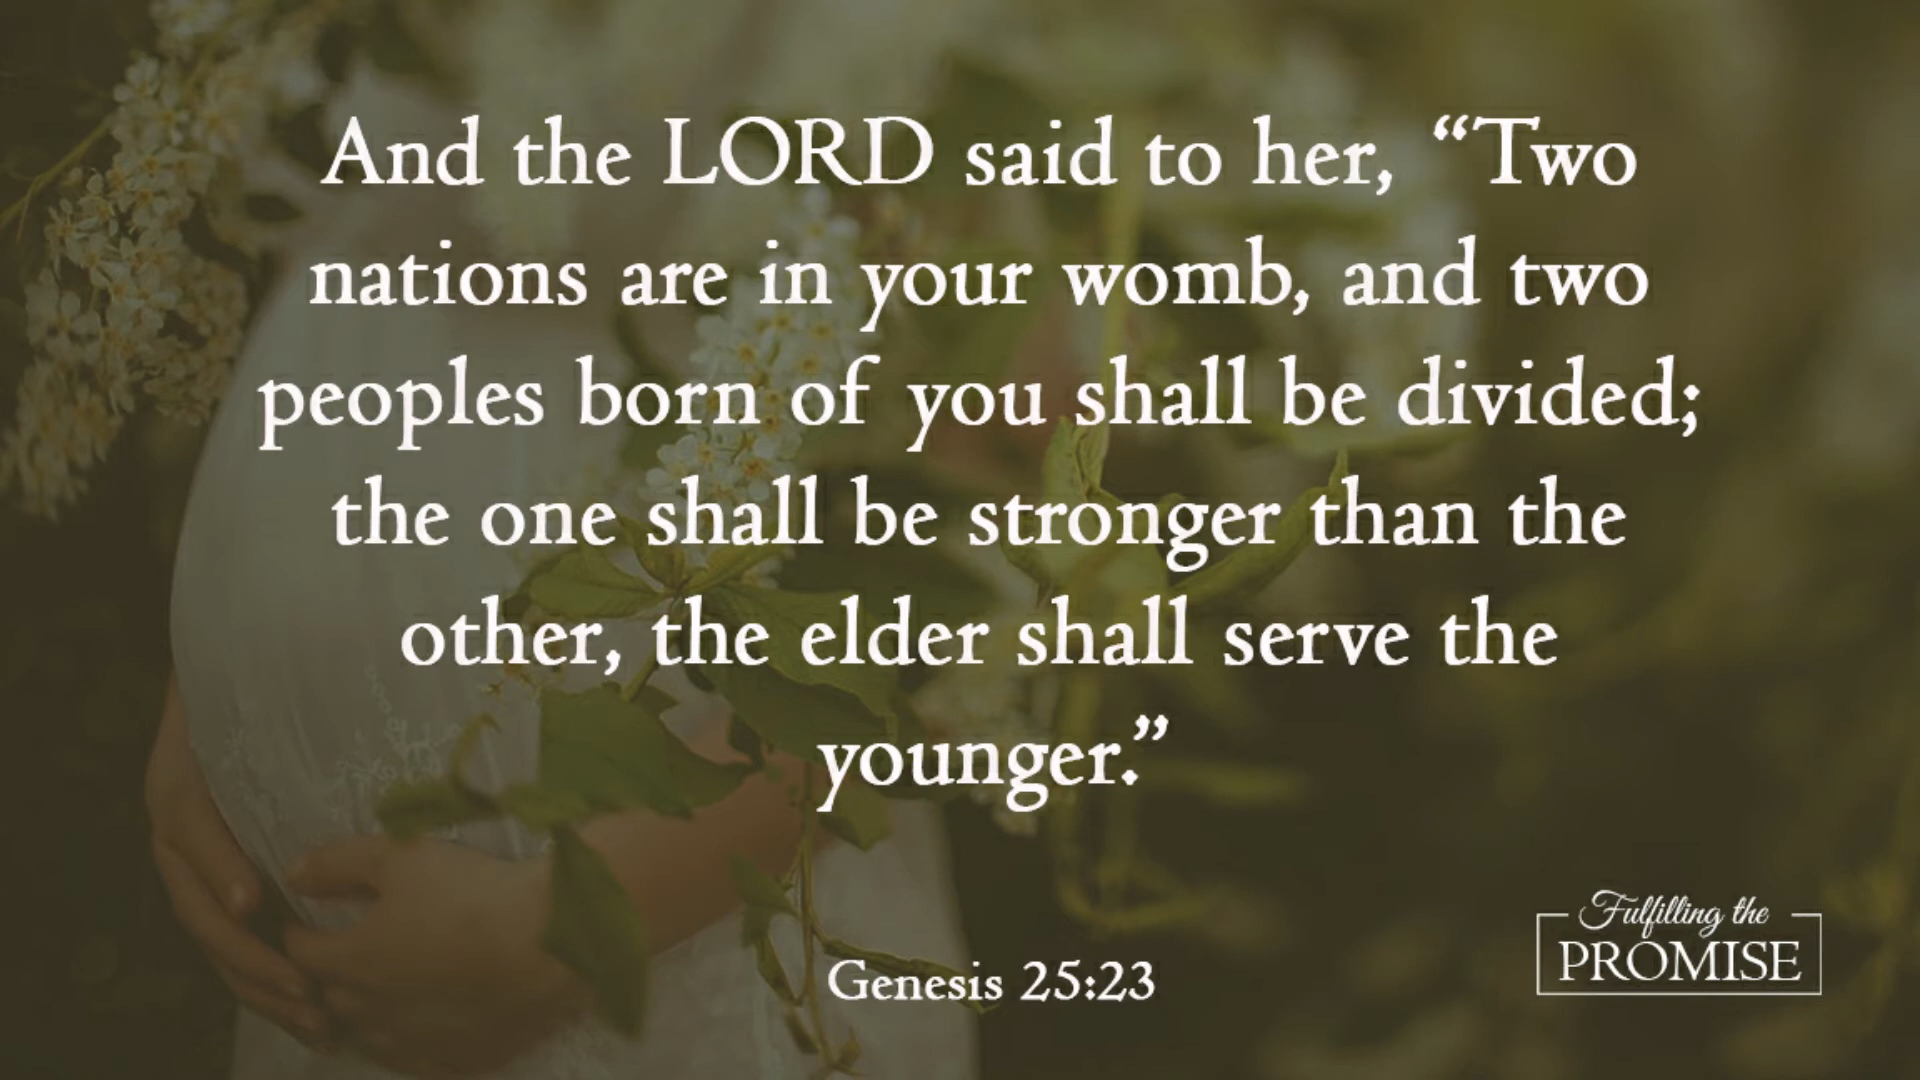 And the LORD said to her, “Two
nations are in your womb, and two
peoples born of you shall be divided;
the one shall be stronger than the
other, the elder shall serve the
younger.”
Genesis 25:23
Fulfilling the
PROMISE